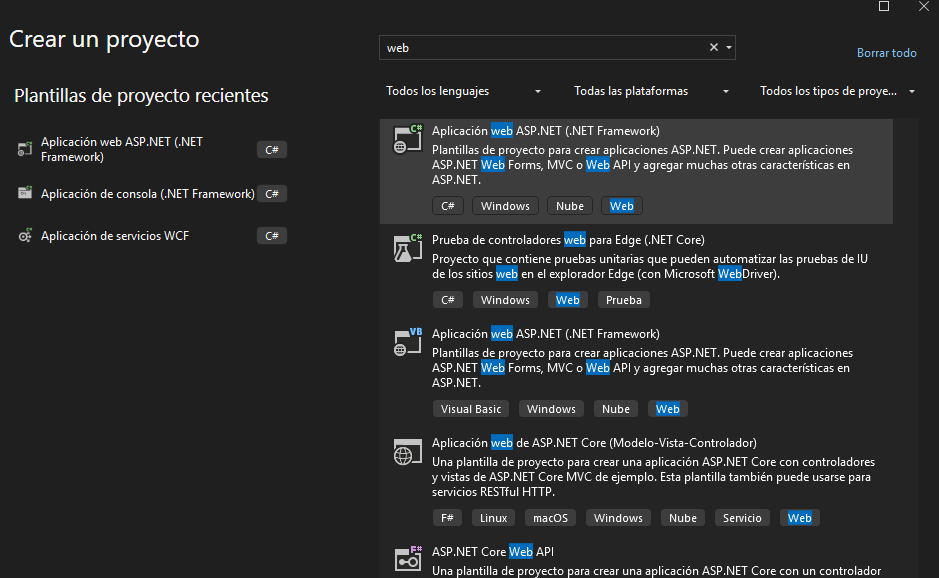 Crear un proyecto
web
Borrar todo
Plantillas de proyecto recientes
Todos los lenguajes
Todas las plataformas
Todos los tipos de proye...
Aplicación web ASP.NET (.NET
Framework)
C#
Aplicación de consola (.NET Framework)
C#
Aplicación de servicios WCF
C#
C#
Aplicación web ASP.NET (.NET Framework)
Plantillas de proyecto para crear aplicaciones ASP.NET. Puede crear aplicaciones
ASP.NET Web Forms, MVC o Web API y agregar muchas otras características en
ASP.NET.
C# Windows Nube Web
C#
Prueba de controladores web para Edge (.NET Core)
Proyecto que contiene pruebas unitarias que pueden automatizar las pruebas de IU
de los sitios web en el explorador Edge (con Microsoft WebDriver).
C# Windows Web Prueba
VB
Aplicación web ASP.NET (.NET Framework)
Plantillas de proyecto para crear aplicaciones ASP.NET. Puede crear aplicaciones
ASP.NET Web Forms, MVC o Web API y agregar muchas otras características en
ASP.NET.
Visual Basic Windows Nube Web
Aplicación web de ASP.NET Core (Modelo-Vista-Controlador)
Una plantilla de proyecto para crear una aplicación ASP.NET Core con controladores
y vistas de ASP.NET Core MVC de ejemplo. Esta plantilla también puede usarse para
servicios RESTful HTTP.
F# Linux macOS Windows Nube Servicio Web
F#
ASP.NET Core Web API
Una plantilla de proyecto para crear una aplicación ASP.NET Core con un controlador